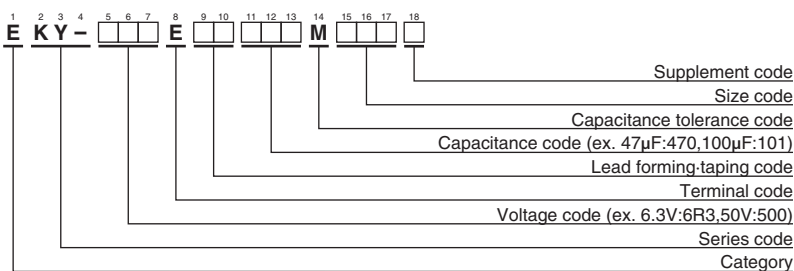 1 2 3 4 5 6 7 8 9 10 11 12 13 14 15 16 17 18
E K Y – E M
Supplement code
Size code
Capacitance tolerance code
Capacitance code (ex. 47μF:470,100μF:101)
Lead forming·taping code
Terminal code
Voltage code (ex. 6.3V:6R3,50V:500)
Series code
Category